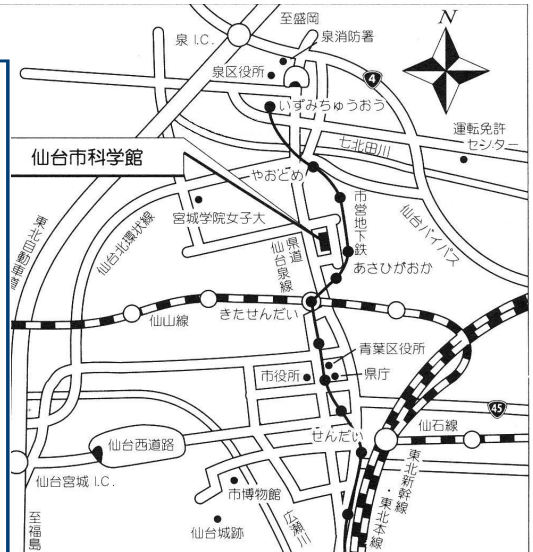 至盛岡
N
泉 I.C.
泉消防署
泉区役所
4
いずみちゅうおう
七北田川
運転免許
センター
仙台市科学館
やおとめ
宮城学院女子大
市営地下鉄
仙台バイパス
東北自動車道
仙台北環状線
県道
仙台泉線
あさひがおか
仙山線
きたせんだい
青葉区役所
市役所
県庁
45
せんだい
仙石線
仙台西道路
仙台宮城 I.C.
市博物館
東北新幹線
・東北本線
仙台城跡
広瀬川
至福島